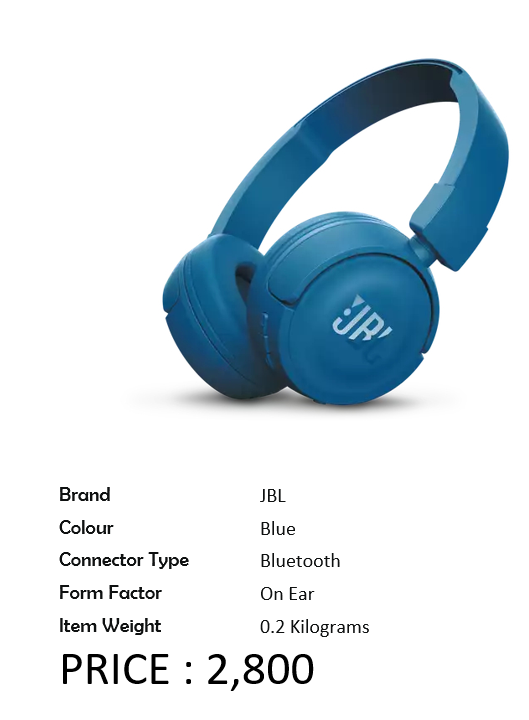 JBL
Brand JBL
Colour Blue
Connector Type Bluetooth
Form Factor On Ear
Item Weight 0.2 Kilograms
PRICE : 2,800